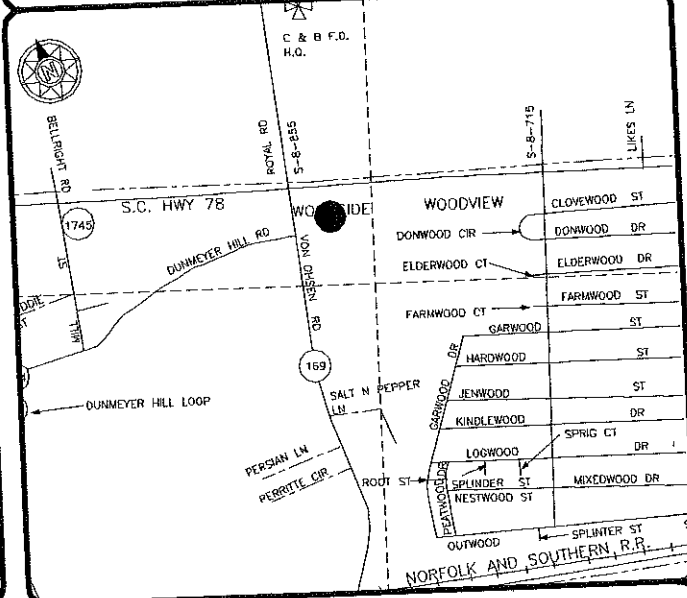 C & B F.D.
H.Q.
N
BELLRIGHT RD
ROYAL RD
S-8-855
S-8-715
LIKES LN
S.C. HWY 78
WOODVIEW
CLOVEWOOD ST
1745
DONWOOD CIR
DONWOOD DR
DUNMEYER HILL RD
VON OHSEN RD
ELDERWOOD CT
ELDERWOOD DR
MILL ST
FARMWOOD CT
FARMWOOD ST
GARWOOD ST
GARWOOD DR
HARDWOOD ST
169
SALT N PEPPER
LN
JENWOOD ST
DUNMEYER HILL LOOP
KINDLEWOOD DR
SPRIG CT
LOGWOOD DR
PERSIAN LN
PERRITTE CIR
ROOT ST
PEATWOOD DR
SPLINDER ST
MIXEDWOOD DR
NESTWOOD ST
OUTWOOD
SPLINTER ST
NORFOLK AND SOUTHERN R.R.